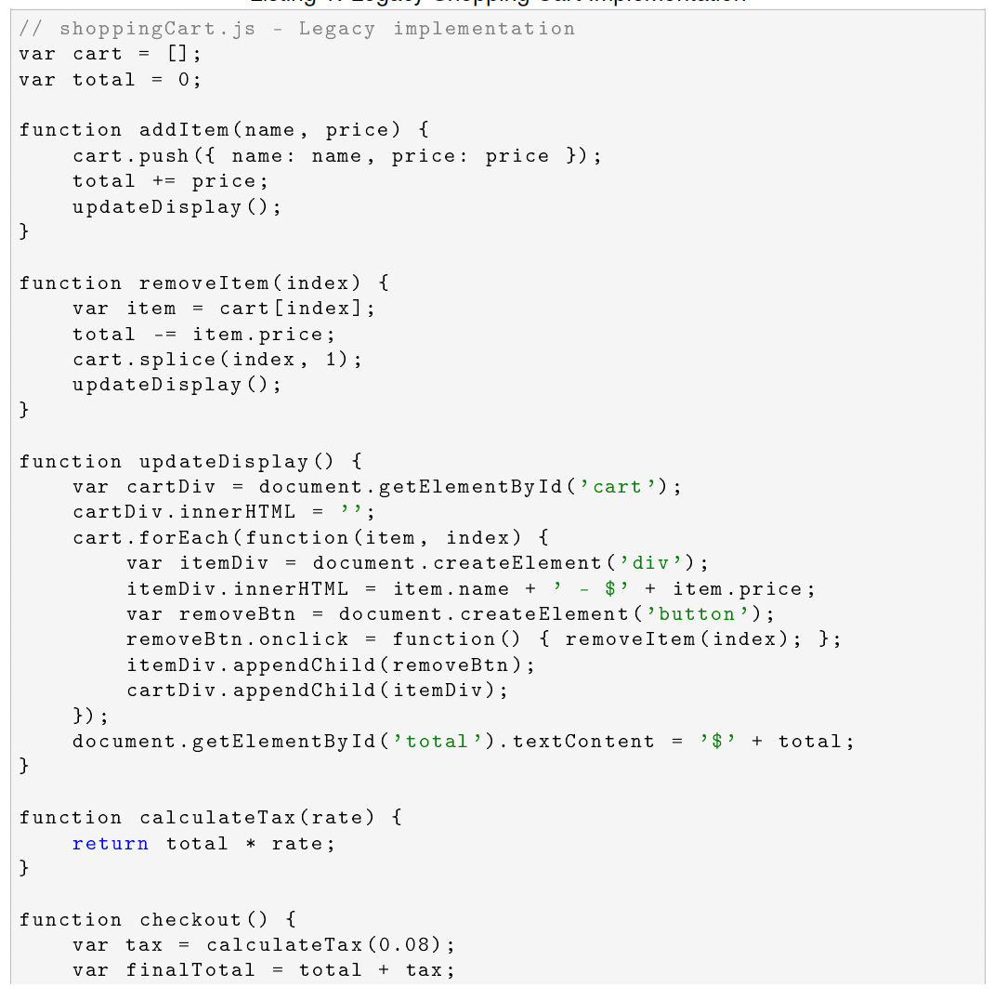 Listing 1: Legacy Shopping Cart Implementation
// shoppingCart.js - Legacy implementation
var cart = [];
var total = 0;

function addItem(name, price) {
    cart.push({ name: name, price: price });
    total += price;
    updateDisplay();
}

function removeItem(index) {
    var item = cart[index];
    total -= item.price;
    cart.splice(index, 1);
    updateDisplay();
}

function updateDisplay() {
    var cartDiv = document.getElementById('cart');
    cartDiv.innerHTML = '';
    cart.forEach(function(item, index) {
        var itemDiv = document.createElement('div');
        itemDiv.innerHTML = item.name + ' - $' + item.price;
        var removeBtn = document.createElement('button');
        removeBtn.onclick = function() { removeItem(index); };
        itemDiv.appendChild(removeBtn);
        cartDiv.appendChild(itemDiv);
    });
    document.getElementById('total').textContent = '$' + total;
}

function calculateTax(rate) {
    return total * rate;
}

function checkout() {
    var tax = calculateTax(0.08);
    var finalTotal = total + tax;